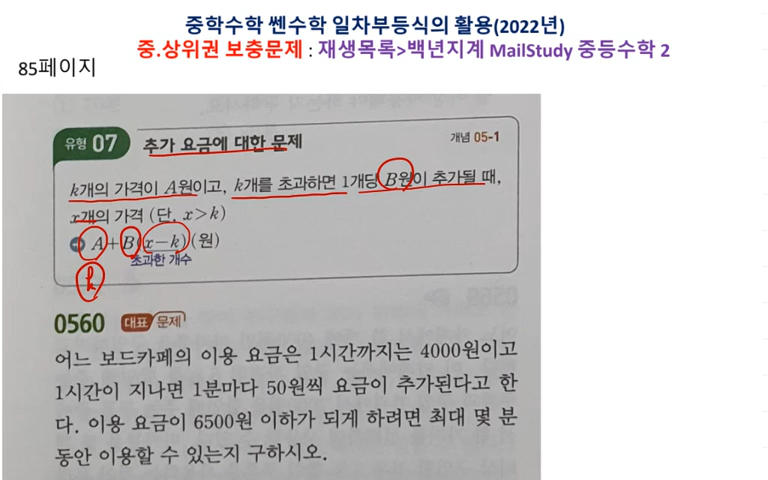 중학수학 쎈수학 일차부등식의 활용(2022년)
중.상위권 보충문제 : 재생목록>백년지계 MailStudy 중등수학 2
85페이지
유형 07 추가 요금에 대한 문제 개념 05-1
k개의 가격이 A원이고, k개를 초과하면 1개당 B원이 추가될 때,
x개의 가격 (단, x>k)
➡ A+B(x-k)(원)
초과한 개수
k
0560 대표 문제
어느 보드카페의 이용 요금은 1시간까지는 4000원이고
1시간이 지나면 1분마다 50원씩 요금이 추가된다고 한
다. 이용 요금이 6500원 이하가 되게 하려면 최대 몇 분
동안 이용할 수 있는지 구하시오.